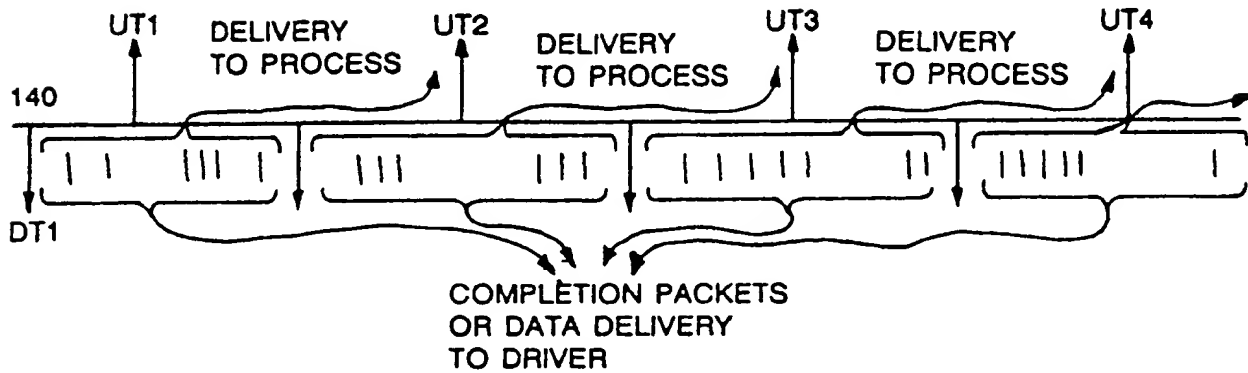 UT1
DELIVERY
TO PROCESS
UT2
DELIVERY
TO PROCESS
UT3
DELIVERY
TO PROCESS
UT4
140
DT1
COMPLETION PACKETS
OR DATA DELIVERY
TO DRIVER